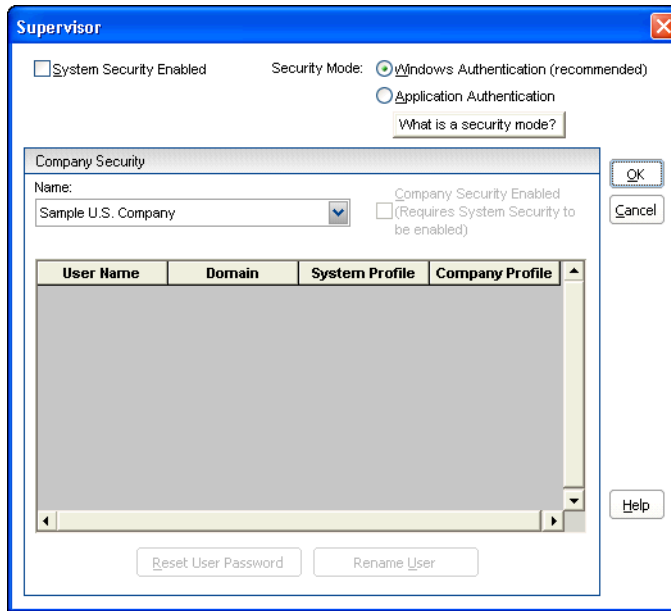 Supervisor
System Security Enabled
Security Mode:
Windows Authentication (recommended)
Application Authentication
What is a security mode?
Company Security
Name:
Sample U.S. Company
Company Security Enabled
(Requires System Security to
be enabled)
OK
Cancel
User Name
Domain
System Profile
Company Profile
Help
Reset User Password
Rename User